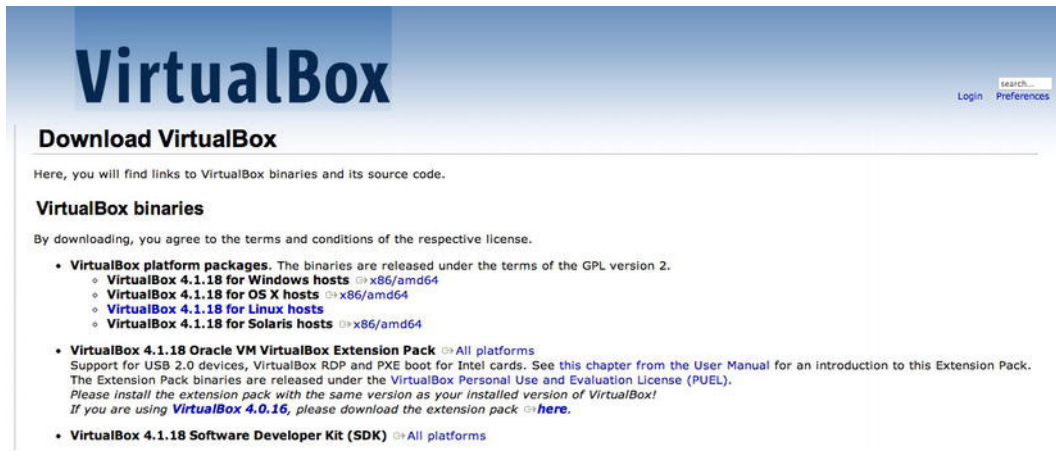 VirtualBox
search...
Login Preferences
Download VirtualBox
Here, you will find links to VirtualBox binaries and its source code.
VirtualBox binaries
By downloading, you agree to the terms and conditions of the respective license.
• VirtualBox platform packages. The binaries are released under the terms of the GPL version 2.
◦ VirtualBox 4.1.18 for Windows hosts x86/amd64
◦ VirtualBox 4.1.18 for OS X hosts x86/amd64
◦ VirtualBox 4.1.18 for Linux hosts
◦ VirtualBox 4.1.18 for Solaris hosts x86/amd64
• VirtualBox 4.1.18 Oracle VM VirtualBox Extension Pack All platforms
Support for USB 2.0 devices, VirtualBox RDP and PXE boot for Intel cards. See this chapter from the User Manual for an introduction to this Extension Pack.
The Extension Pack binaries are released under the VirtualBox Personal Use and Evaluation License (PUEL).
Please install the extension pack with the same version as your installed version of VirtualBox!
If you are using VirtualBox 4.0.16, please download the extension pack here.
• VirtualBox 4.1.18 Software Developer Kit (SDK) All platforms